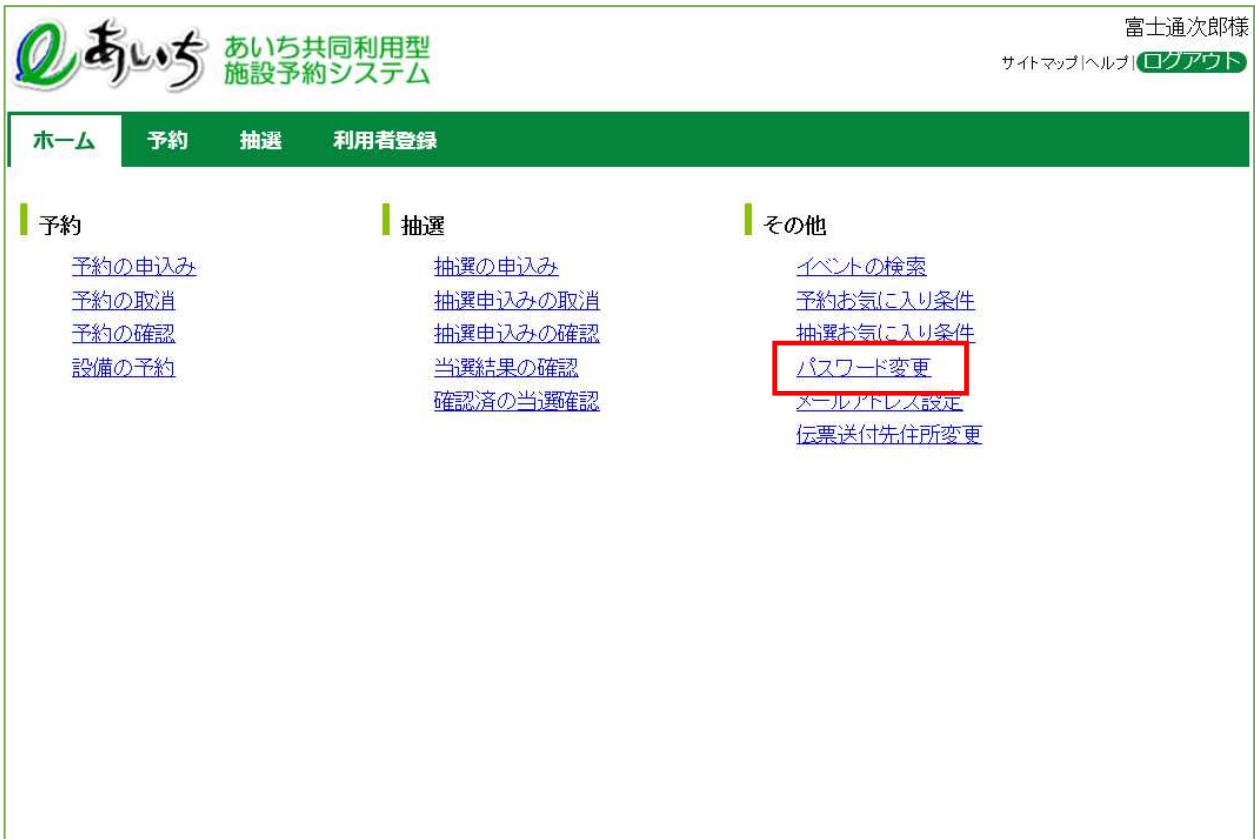 あいち
あいち共同利用型
施設予約システム
富士通次郎様
サイトマップ|ヘルプ|ログアウト
ホーム 予約 抽選 利用者登録
予約
予約の申込み
予約の取消
予約の確認
設備の予約
抽選
抽選の申込み
抽選申込みの取消
抽選申込みの確認
当選結果の確認
確認済の当選確認
その他
イベントの検索
予約お気に入り条件
抽選お気に入り条件
パスワード変更
メールアドレス設定
伝票送付先住所変更